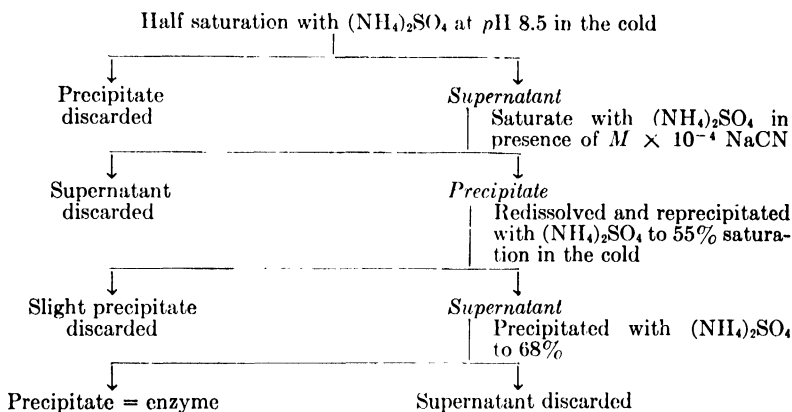 Half saturation with (NH₄)₂SO₄ at pH 8.5 in the cold
Precipitate
discarded
Supernatant
Saturate with (NH₄)₂SO₄ in
presence of M × 10⁻⁴ NaCN
Supernatant
discarded
Precipitate
Redissolved and reprecipitated
with (NH₄)₂SO₄ to 55% satura-
tion in the cold
Slight precipitate
discarded
Supernatant
Precipitated with (NH₄)₂SO₄
to 68%
Precipitate = enzyme
Supernatant discarded